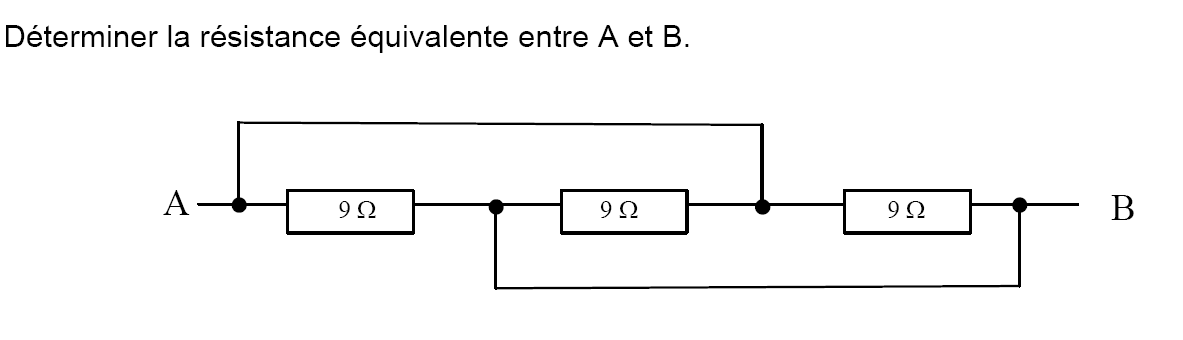 Déterminer la résistance équivalente entre A et B.
A 9 Ω 9 Ω 9 Ω B